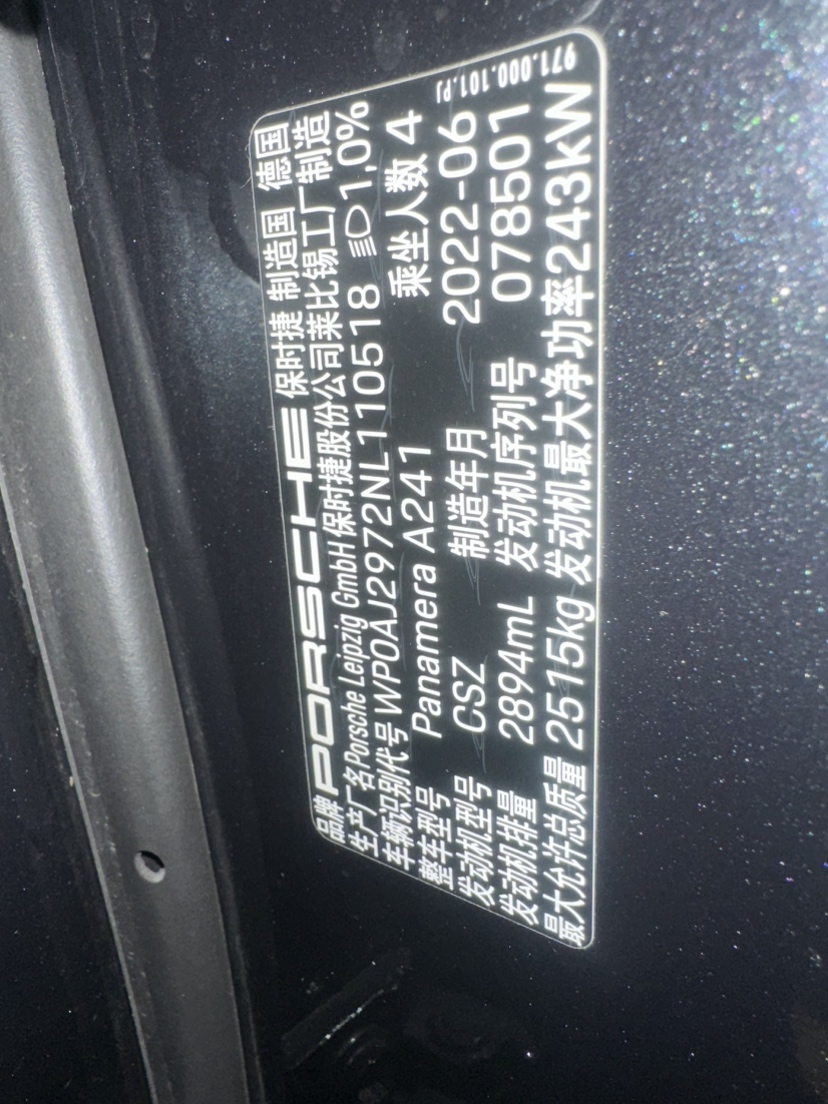 971.000.101.PJ
品牌 PORSCHE 保时捷 制造国 德国
生产厂名 Porsche Leipzig GmbH 保时捷股份公司莱比锡工厂制造
车辆识别代号 WP0AJ2972NL110518 1,0%
整车型号 Panamera A241 乘坐人数 4
发动机型号 CSZ 制造年月 2022-06
发动机排量 2894mL 发动机序列号 078501
最大允许总质量 2515kg 发动机最大净功率 243kW